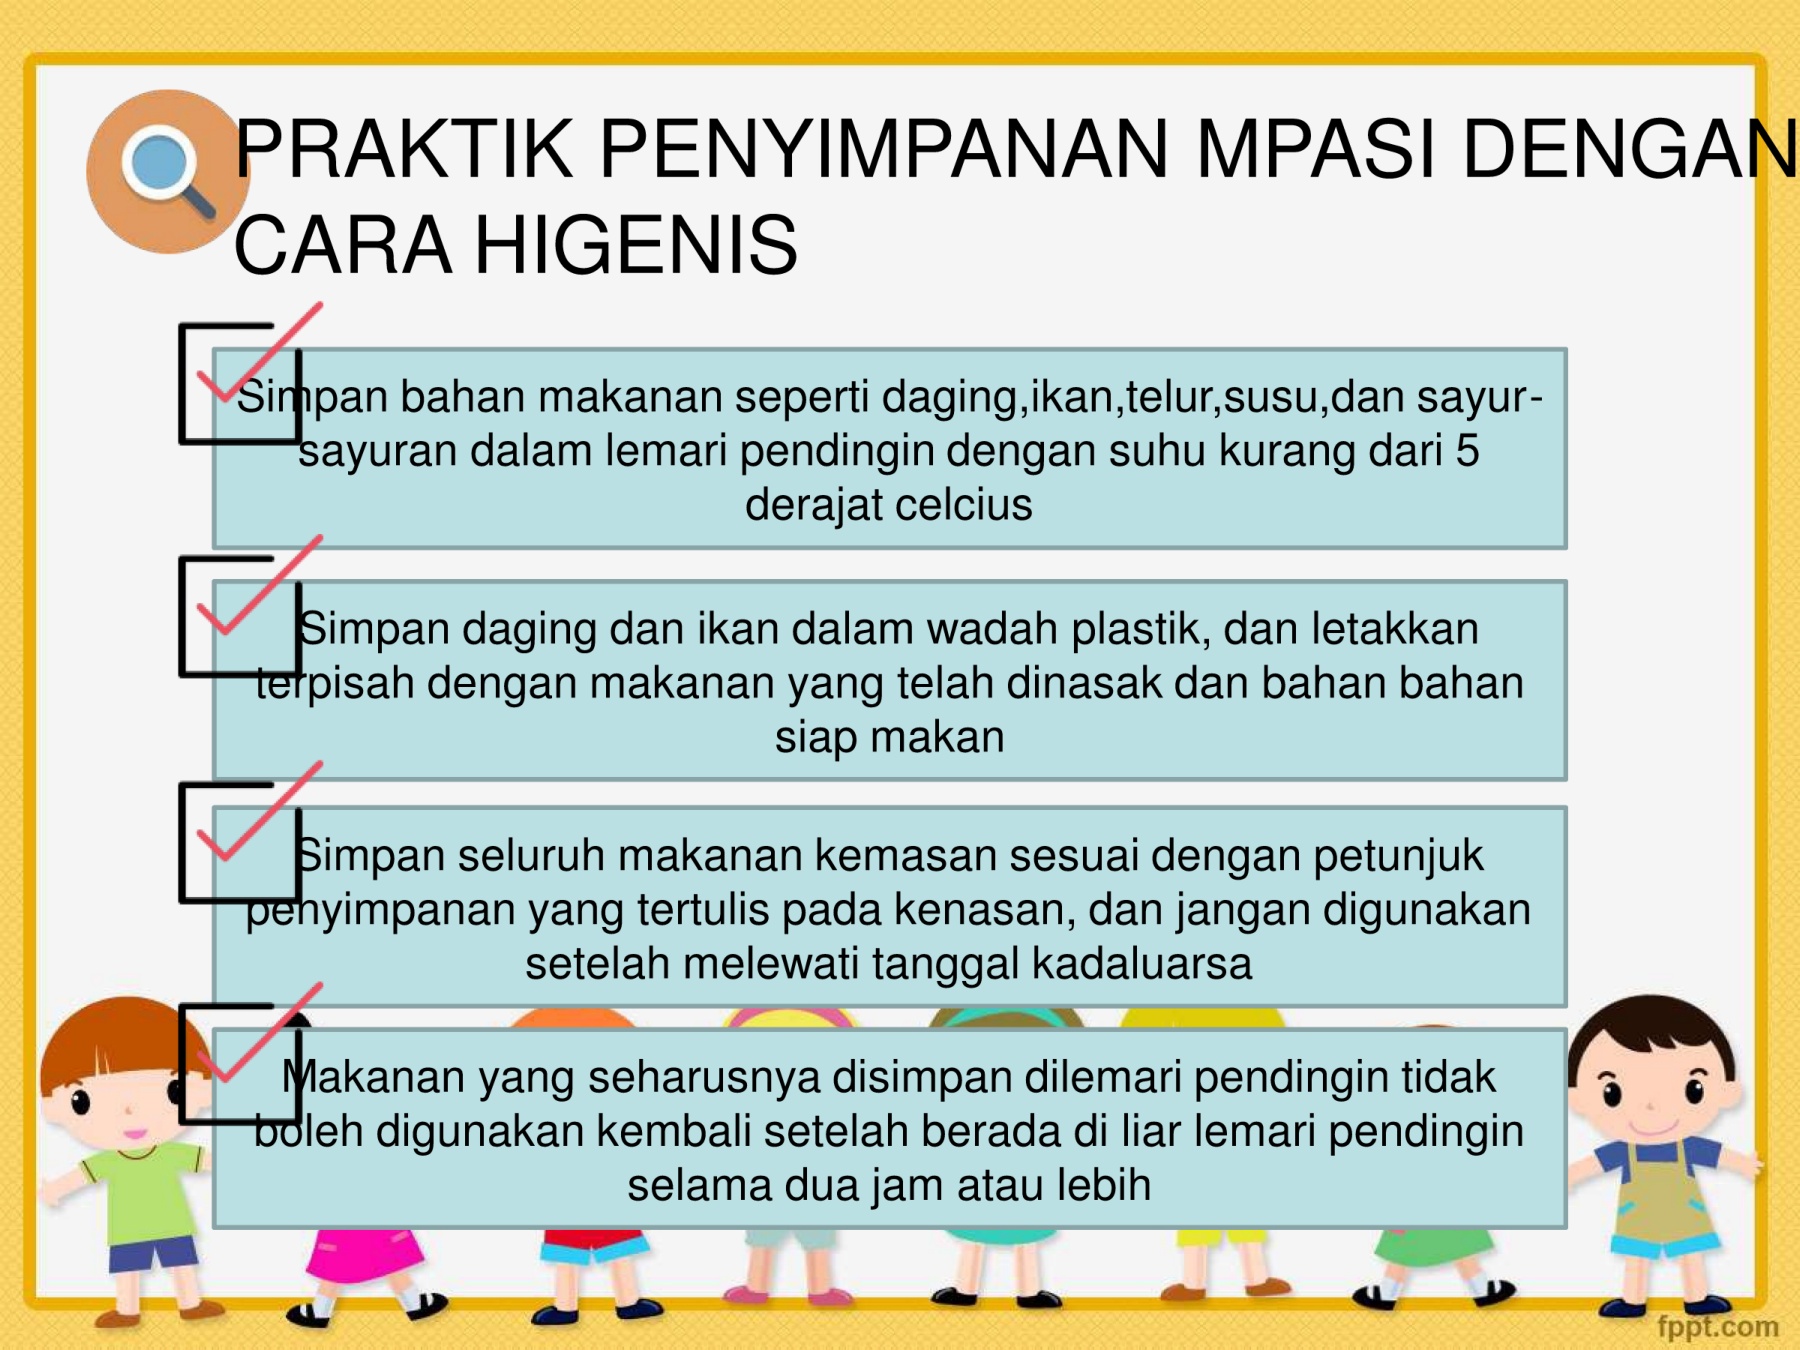 PRAKTIK PENYIMPANAN MPASI DENGAN
CARA HIGENIS
Simpan bahan makanan seperti daging,ikan,telur,susu,dan sayur-
sayuran dalam lemari pendingin dengan suhu kurang dari 5
derajat celcius
Simpan daging dan ikan dalam wadah plastik, dan letakkan
terpisah dengan makanan yang telah dinasak dan bahan bahan
siap makan
Simpan seluruh makanan kemasan sesuai dengan petunjuk
penyimpanan yang tertulis pada kenasan, dan jangan digunakan
setelah melewati tanggal kadaluarsa
Makanan yang seharusnya disimpan dilemari pendingin tidak
boleh digunakan kembali setelah berada di liar lemari pendingin
selama dua jam atau lebih
fppt.com